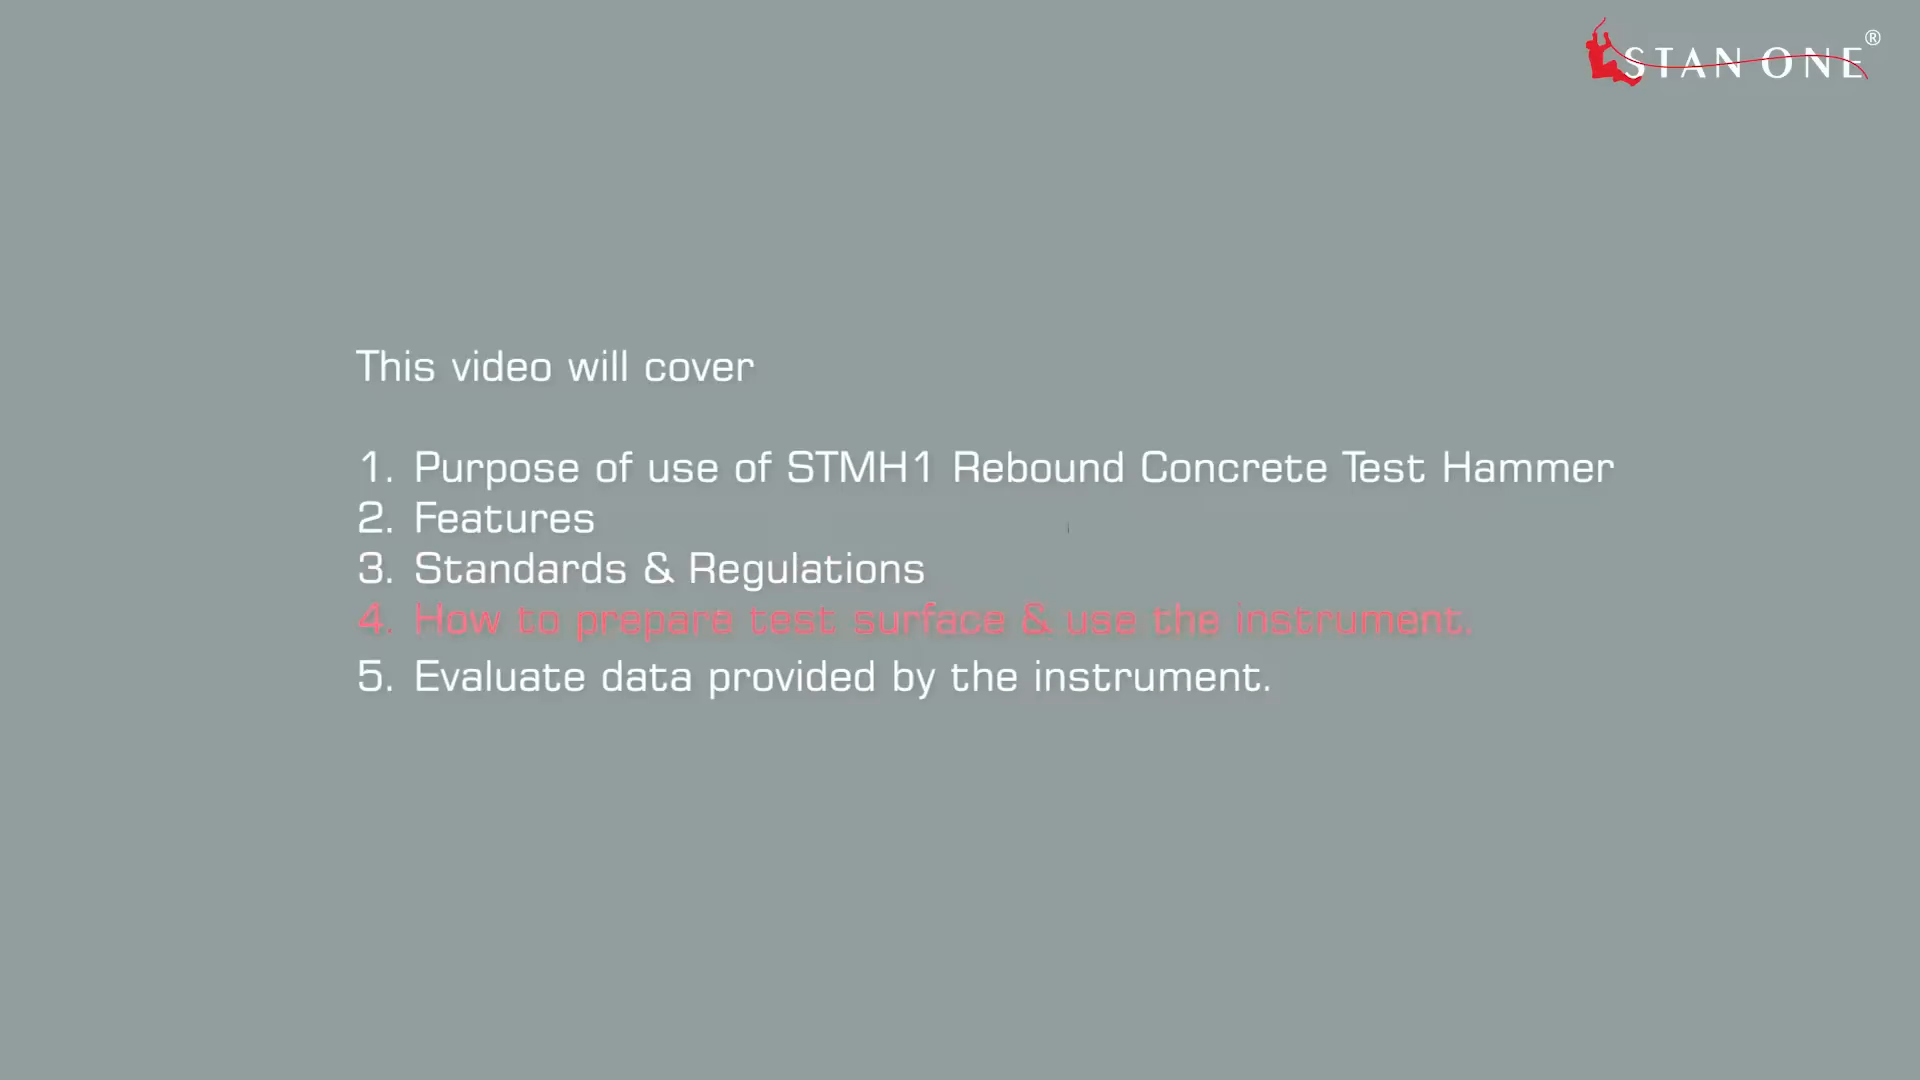 STAN ONE®
This video will cover
1. Purpose of use of STMH1 Rebound Concrete Test Hammer
2. Features
3. Standards & Regulations
4. How to prepare test surface & use the instrument.
5. Evaluate data provided by the instrument.